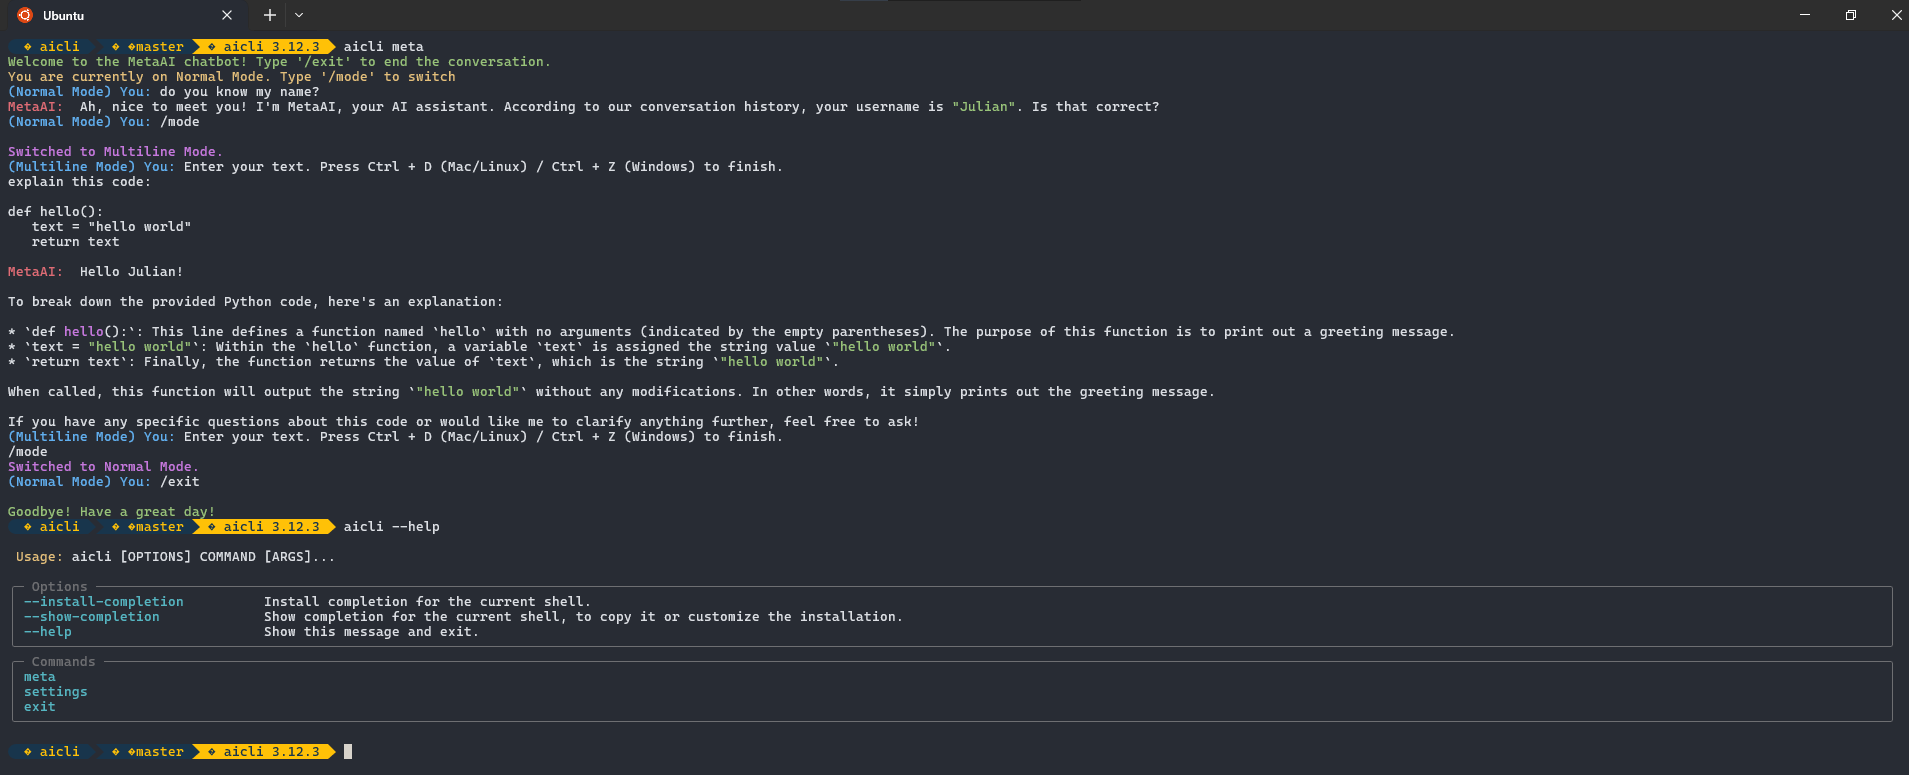 Ubuntu
aicli master aicli 3.12.3 aicli meta
Welcome to the MetaAI chatbot! Type '/exit' to end the conversation.
You are currently on Normal Mode. Type '/mode' to switch
(Normal Mode) You: do you know my name?
MetaAI:  Ah, nice to meet you! I'm MetaAI, your AI assistant. According to our conversation history, your username is "Julian". Is that correct?
(Normal Mode) You: /mode
Switched to Multiline Mode.
(Multiline Mode) You: Enter your text. Press Ctrl + D (Mac/Linux) / Ctrl + Z (Windows) to finish.
explain this code:
def hello():
   text = "hello world"
   return text
MetaAI:  Hello Julian!
To break down the provided Python code, here's an explanation:
* `def hello():`: This line defines a function named `hello` with no arguments (indicated by the empty parentheses). The purpose of this function is to print out a greeting message.
* `text = "hello world"`: Within the `hello` function, a variable `text` is assigned the string value `"hello world"`.
* `return text`: Finally, the function returns the value of `text`, which is the string `"hello world"`.
When called, this function will output the string `"hello world"` without any modifications. In other words, it simply prints out the greeting message.
If you have any specific questions about this code or would like me to clarify anything further, feel free to ask!
(Multiline Mode) You: Enter your text. Press Ctrl + D (Mac/Linux) / Ctrl + Z (Windows) to finish.
/mode
Switched to Normal Mode.
(Normal Mode) You: /exit
Goodbye! Have a great day!
aicli master aicli 3.12.3 aicli --help
Usage: aicli [OPTIONS] COMMAND [ARGS]...
Options
--install-completion          Install completion for the current shell.
--show-completion             Show completion for the current shell, to copy it or customize the installation.
--help                        Show this message and exit.
Commands
meta
settings
exit
aicli master aicli 3.12.3